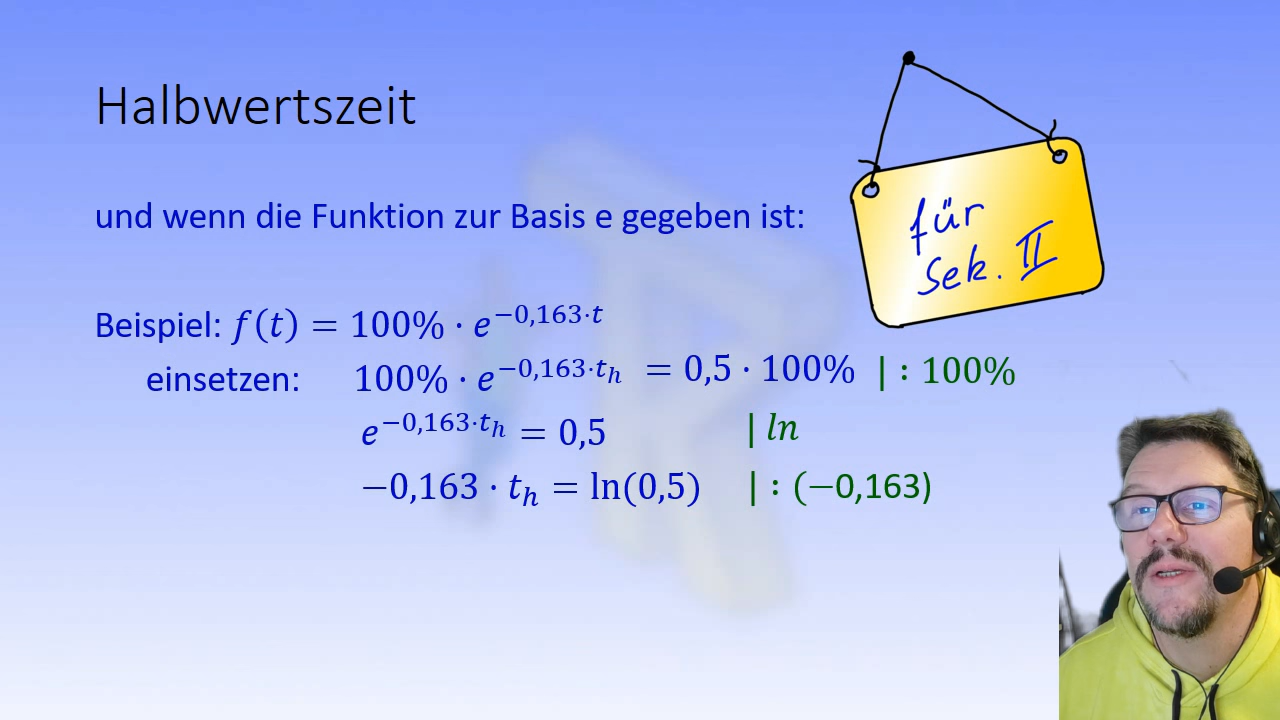 Halbwertszeit
für
Sek. II
und wenn die Funktion zur Basis e gegeben ist:
Beispiel: f(t) = 100% · e^{−0,163·t}
einsetzen: 100% · e^{−0,163·t_h} = 0,5 · 100% | : 100%
e^{−0,163·t_h} = 0,5 | ln
−0,163 · t_h = ln(0,5) | : (−0,163)